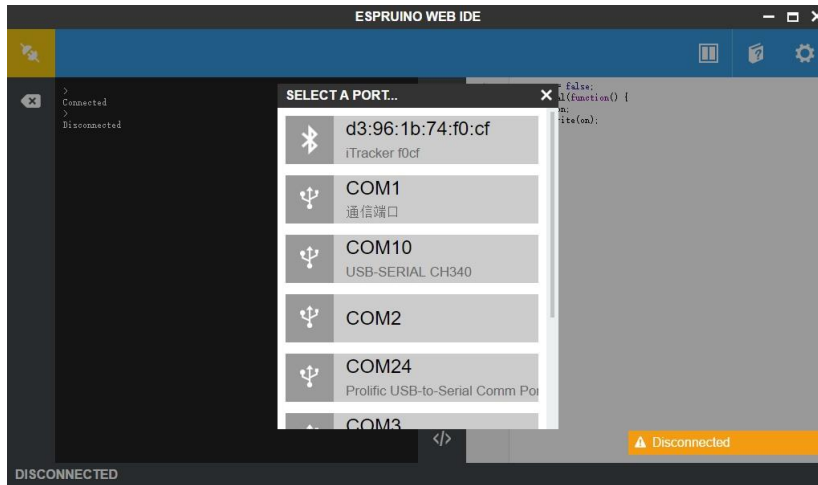 ESPRUINO WEB IDE
>
Connected
>
Disconnected
SELECT A PORT...
d3:96:1b:74:f0:cf
iTracker f0cf
COM1
通信端口
COM10
USB-SERIAL CH340
COM2
COM24
Prolific USB-to-Serial Comm Por
COM3
= false;
l(function() {
n;
ite(on);
</>
Disconnected
DISCONNECTED